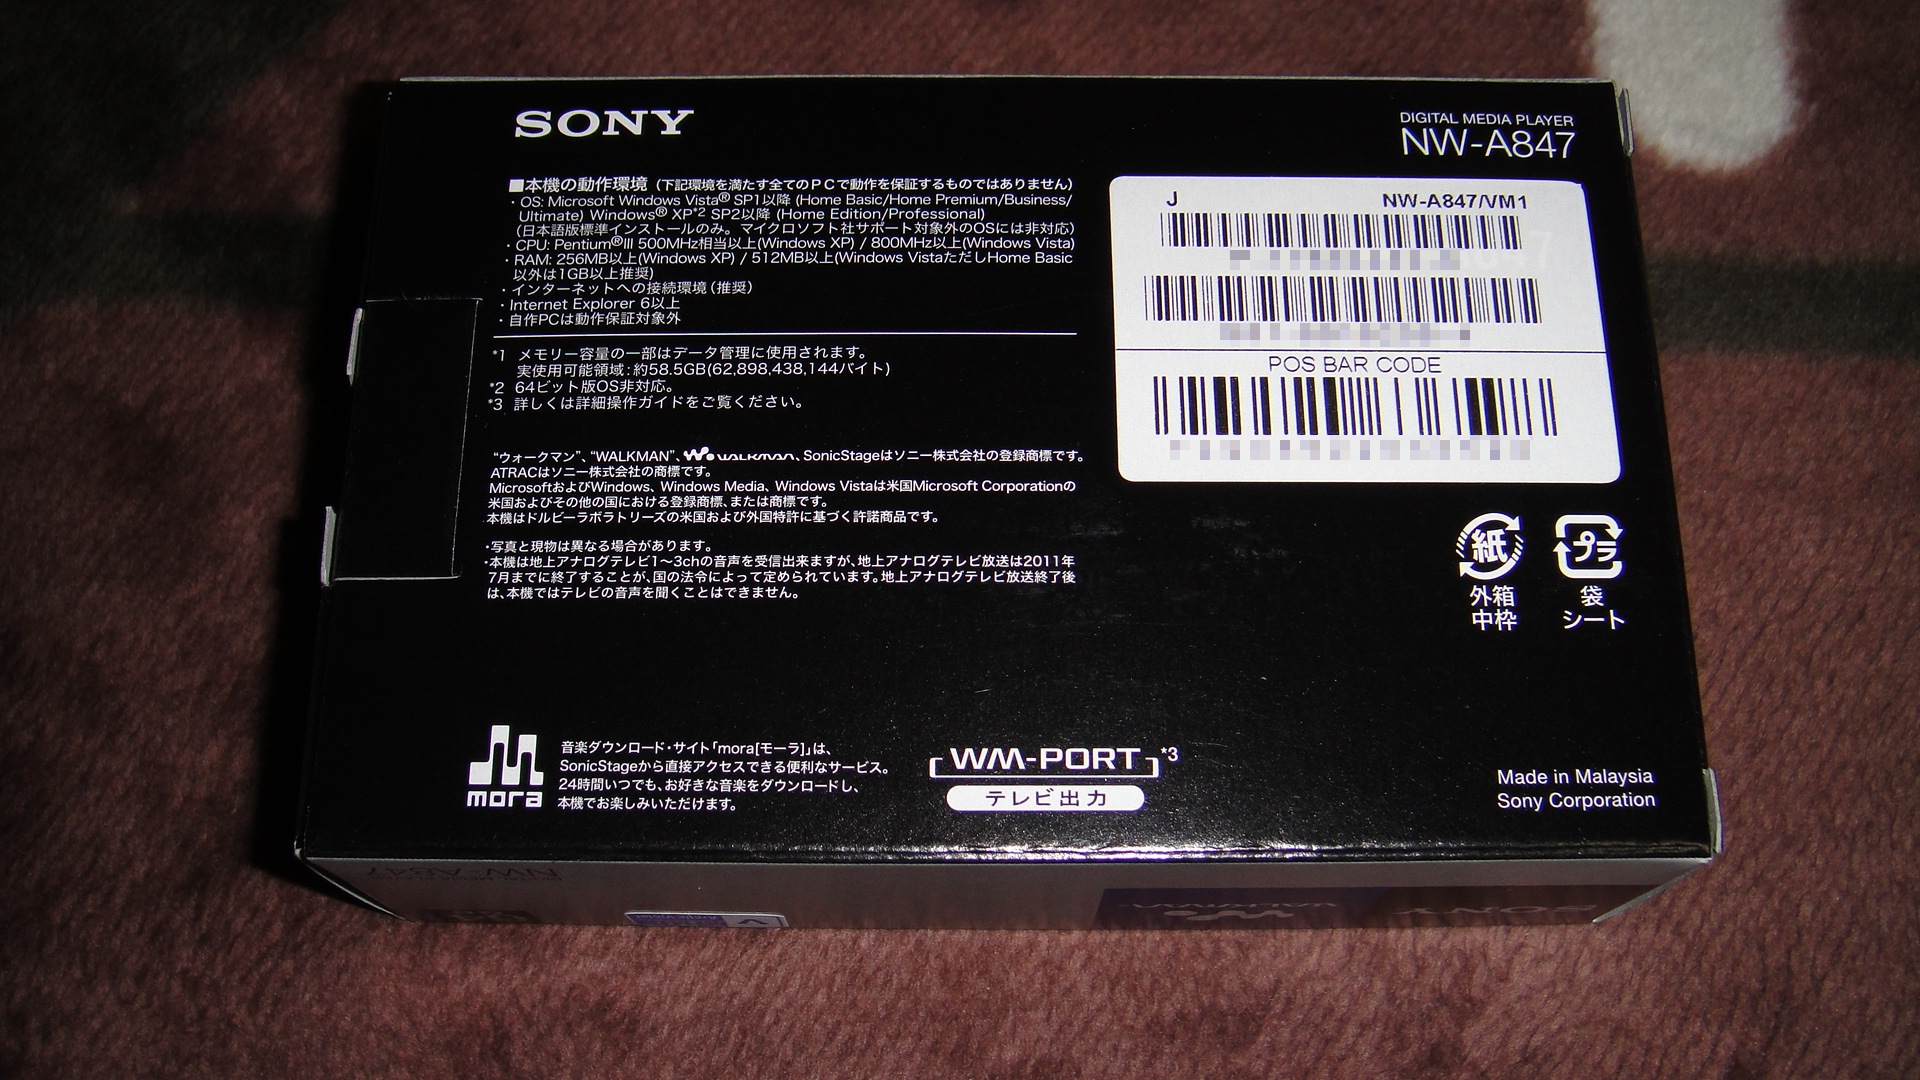 SONY
DIGITAL MEDIA PLAYER
NW-A847
■本機の動作環境（下記環境を満たす全てのＰＣで動作を保証するものではありません）
・OS: Microsoft Windows Vista® SP1以降 (Home Basic/Home Premium/Business/
Ultimate) Windows® XP*2 SP2以降 (Home Edition/Professional)
(日本語版標準インストールのみ。マイクロソフト社サポート対象外のOSには非対応)
・CPU: Pentium®III 500MHz相当以上(Windows XP) / 800MHz以上(Windows Vista)
・RAM: 256MB以上(Windows XP) / 512MB以上(Windows VistaただしHome Basic
以外は1GB以上推奨)
・インターネットへの接続環境（推奨）
・Internet Explorer 6以上
・自作PCは動作保証対象外
*1 メモリー容量の一部はデータ管理に使用されます。
実使用可能領域：約58.5GB(62,898,438,144バイト)
*2 64ビット版OS非対応。
*3 詳しくは詳細操作ガイドをご覧ください。
“ウォークマン”、“WALKMAN”、WALKMAN、SonicStageはソニー株式会社の登録商標です。
ATRACはソニー株式会社の商標です。
MicrosoftおよびWindows、Windows Media、Windows Vistaは米国Microsoft Corporationの
米国およびその他の国における登録商標、または商標です。
本機はドルビーラボラトリーズの米国および外国特許に基づく許諾商品です。
・写真と現物は異なる場合があります。
・本機は地上アナログテレビ1～3chの音声を受信出来ますが、地上アナログテレビ放送は2011年
7月までに終了することが、国の法令によって定められています。地上アナログテレビ放送終了後
は、本機ではテレビの音声を聞くことはできません。
J NW-A847/VM1
POS BAR CODE
紙
外箱
中枠
プラ
袋
シート
mora
音楽ダウンロード・サイト「mora[モーラ]」は、
SonicStageから直接アクセスできる便利なサービス。
24時間いつでも、お好きな音楽をダウンロードし、
本機でお楽しみいただけます。
WM-PORT *3
テレビ出力
Made in Malaysia
Sony Corporation
NW-A847
SONY
WALKMAN